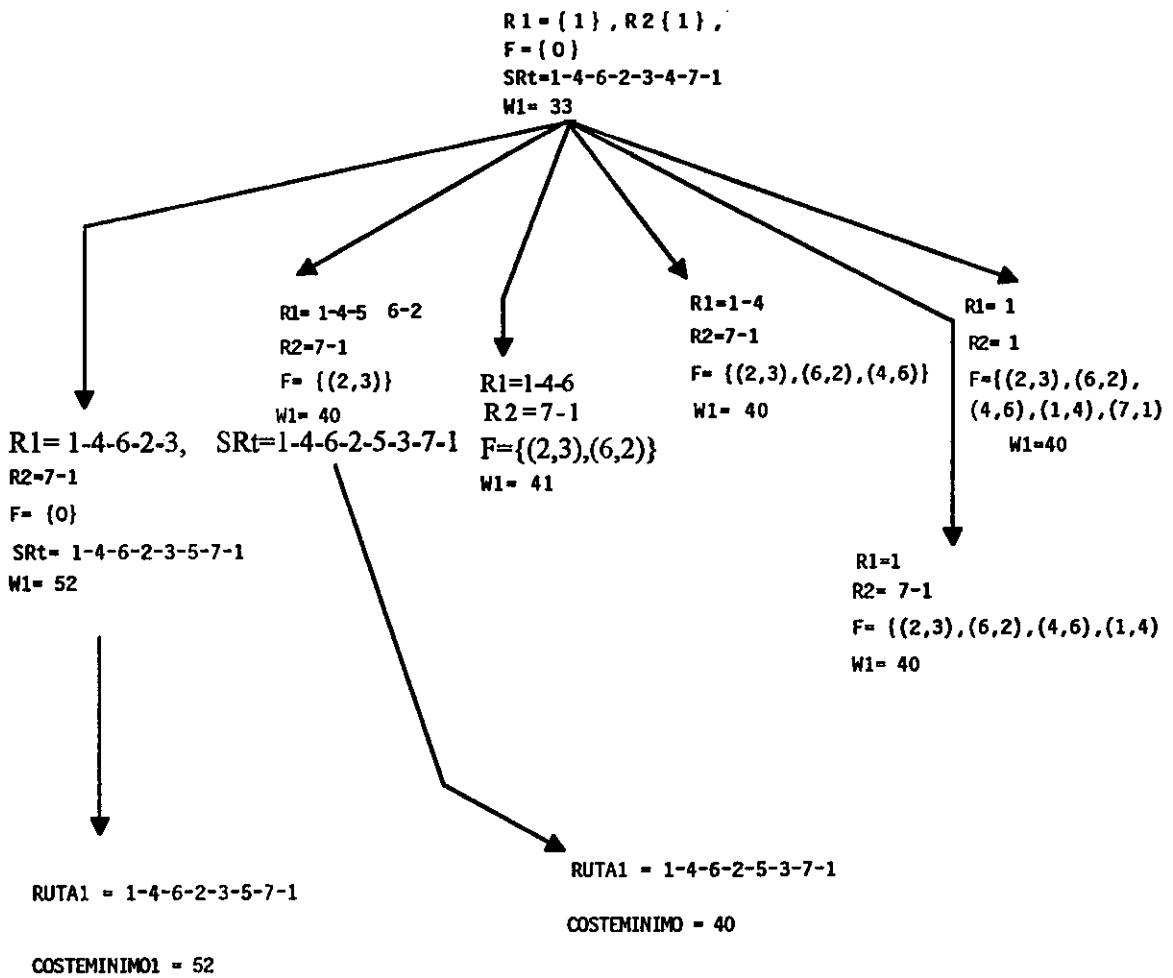 R1={1}, R2{1},
F={0}
SRt=1-4-6-2-3-4-7-1
W1= 33
R1= 1-4-6-2-3,
R2=7-1
F= {0}
SRt= 1-4-6-2-3-5-7-1
W1= 52
R1= 1-4-5 6-2
R2=7-1
F= {(2,3)}
W1= 40
SRt=1-4-6-2-5-3-7-1
R1=1-4-6
R2=7-1
F={(2,3),(6,2)}
W1= 41
R1=1-4
R2=7-1
F= {(2,3),(6,2),(4,6)}
W1= 40
R1= 1
R2= 1
F={(2,3),(6,2),
(4,6),(1,4),(7,1)
W1=40
R1=1
R2= 7-1
F= {(2,3),(6,2),(4,6),(1,4)
W1= 40
RUTA1 = 1-4-6-2-3-5-7-1
COSTEMINIMO1 = 52
RUTA1 = 1-4-6-2-5-3-7-1
COSTEMINIMO = 40